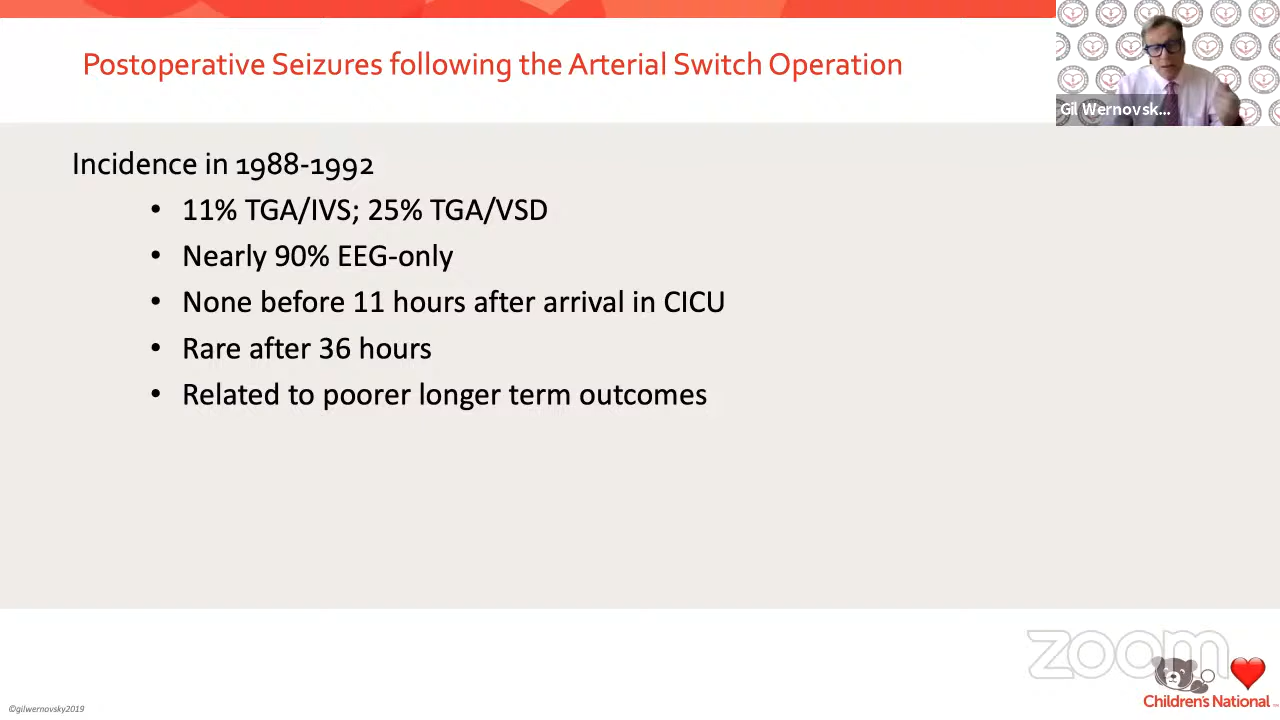 Postoperative Seizures following the Arterial Switch Operation
Gil Wernovsk...
Incidence in 1988-1992
• 11% TGA/IVS; 25% TGA/VSD
• Nearly 90% EEG-only
• None before 11 hours after arrival in CICU
• Rare after 36 hours
• Related to poorer longer term outcomes
zoom
Children's National
©gilwernovsky2019